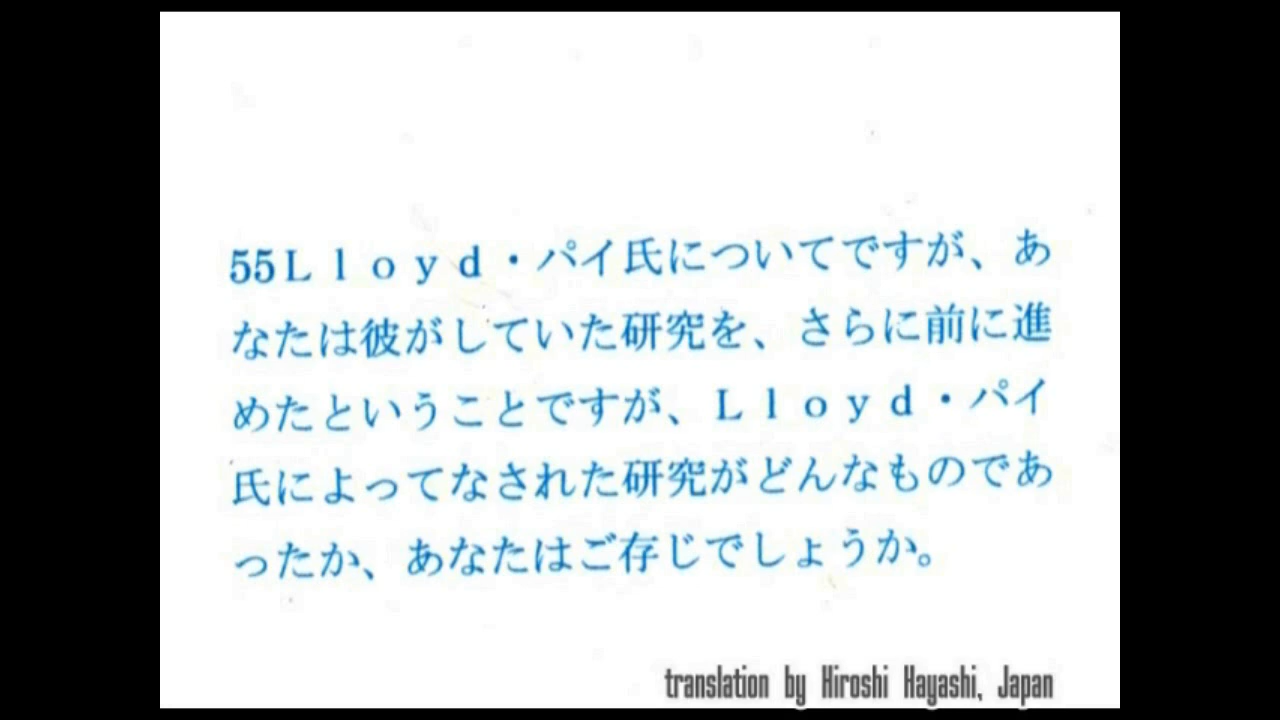 55Ｌｌｏｙｄ・パイ氏についてですが、あ
なたは彼がしていた研究を、さらに前に進
めたということですが、Ｌｌｏｙｄ・パイ
氏によってなされた研究がどんなものであ
ったか、あなたはご存じでしょうか。
translation by Hiroshi Hayashi, Japan